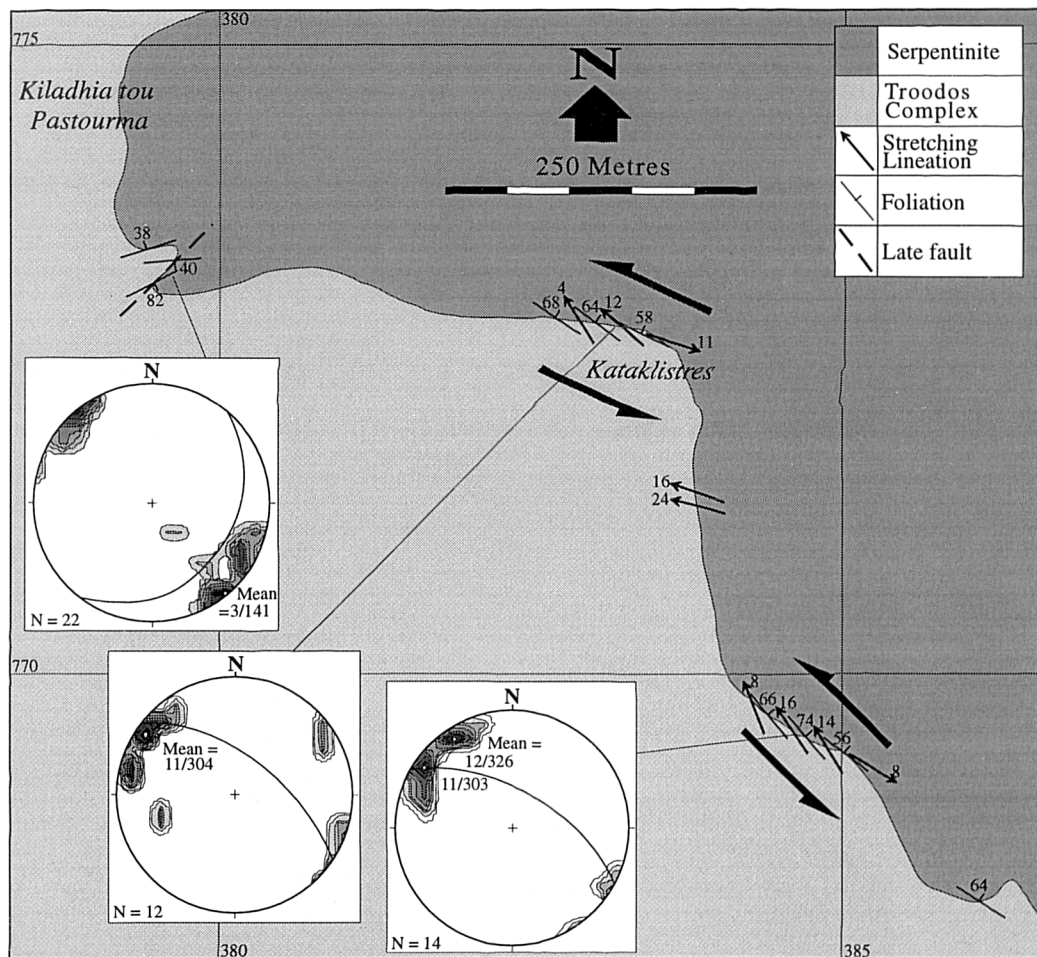 380
775
Kiladhia tou
Pastourma
N
250 Metres
Serpentinite
Troodos
Complex
Stretching
Lineation
Foliation
Late fault
38
40
82
4
68
64
12
58
11
Kataklistres
16
24
N
Mean
=3/141
N = 22
770
8
66
16
74
14
56
8
N
Mean =
11/304
N = 12
N
Mean =
12/326
11/303
N = 14
64
380
385